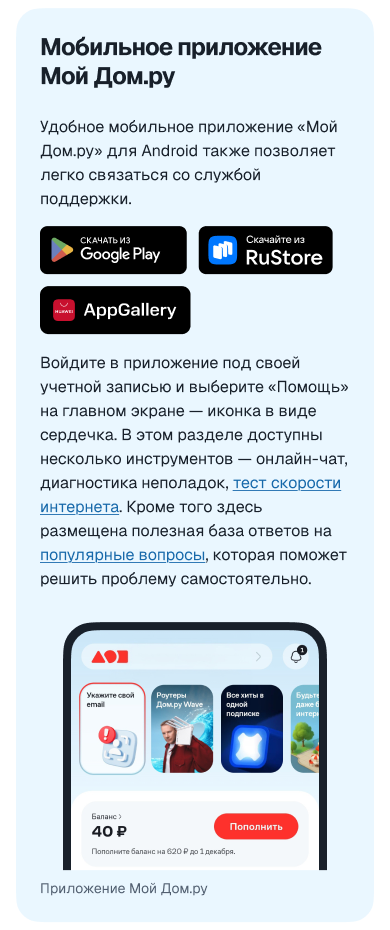 Мобильное приложение
Мой Дом.ру
Удобное мобильное приложение «Мой
Дом.ру» для Android также позволяет
легко связаться со службой
поддержки.
СКАЧАТЬ ИЗ
Google Play
Скачайте из
RuStore
HUAWEI
AppGallery
Войдите в приложение под своей
учетной записью и выберите «Помощь»
на главном экране — иконка в виде
сердечка. В этом разделе доступны
несколько инструментов — онлайн-чат,
диагностика неполадок, тест скорости
интернета. Кроме того здесь
размещена полезная база ответов на
популярные вопросы, которая поможет
решить проблему самостоятельно.
ДОМ
1
Укажите свой
email
Роутеры
Дом.ру Wave
Все хиты в
одной
подписке
Будьте
даже б
интер
Баланс
40 ₽
Пополнить
Пополните баланс на 620 ₽ до 1 декабря.
Приложение Мой Дом.ру